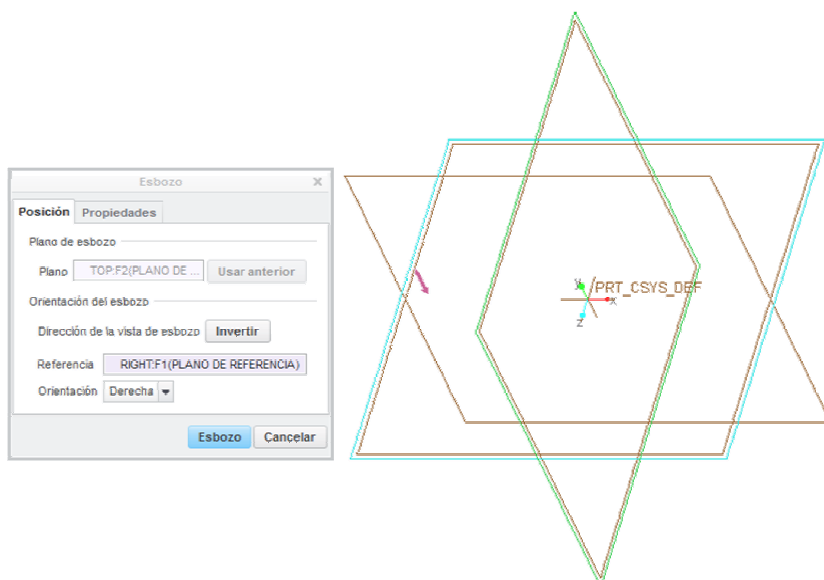 Esbozo
Posición Propiedades
Plano de esbozo
Plano TOP:F2(PLANO DE ... Usar anterior
Orientación del esbozo
Dirección de la vista de esbozo Invertir
Referencia RIGHT:F1(PLANO DE REFERENCIA)
Orientación Derecha
Esbozo Cancelar
PRT_CSYS_DEF
y
x
z